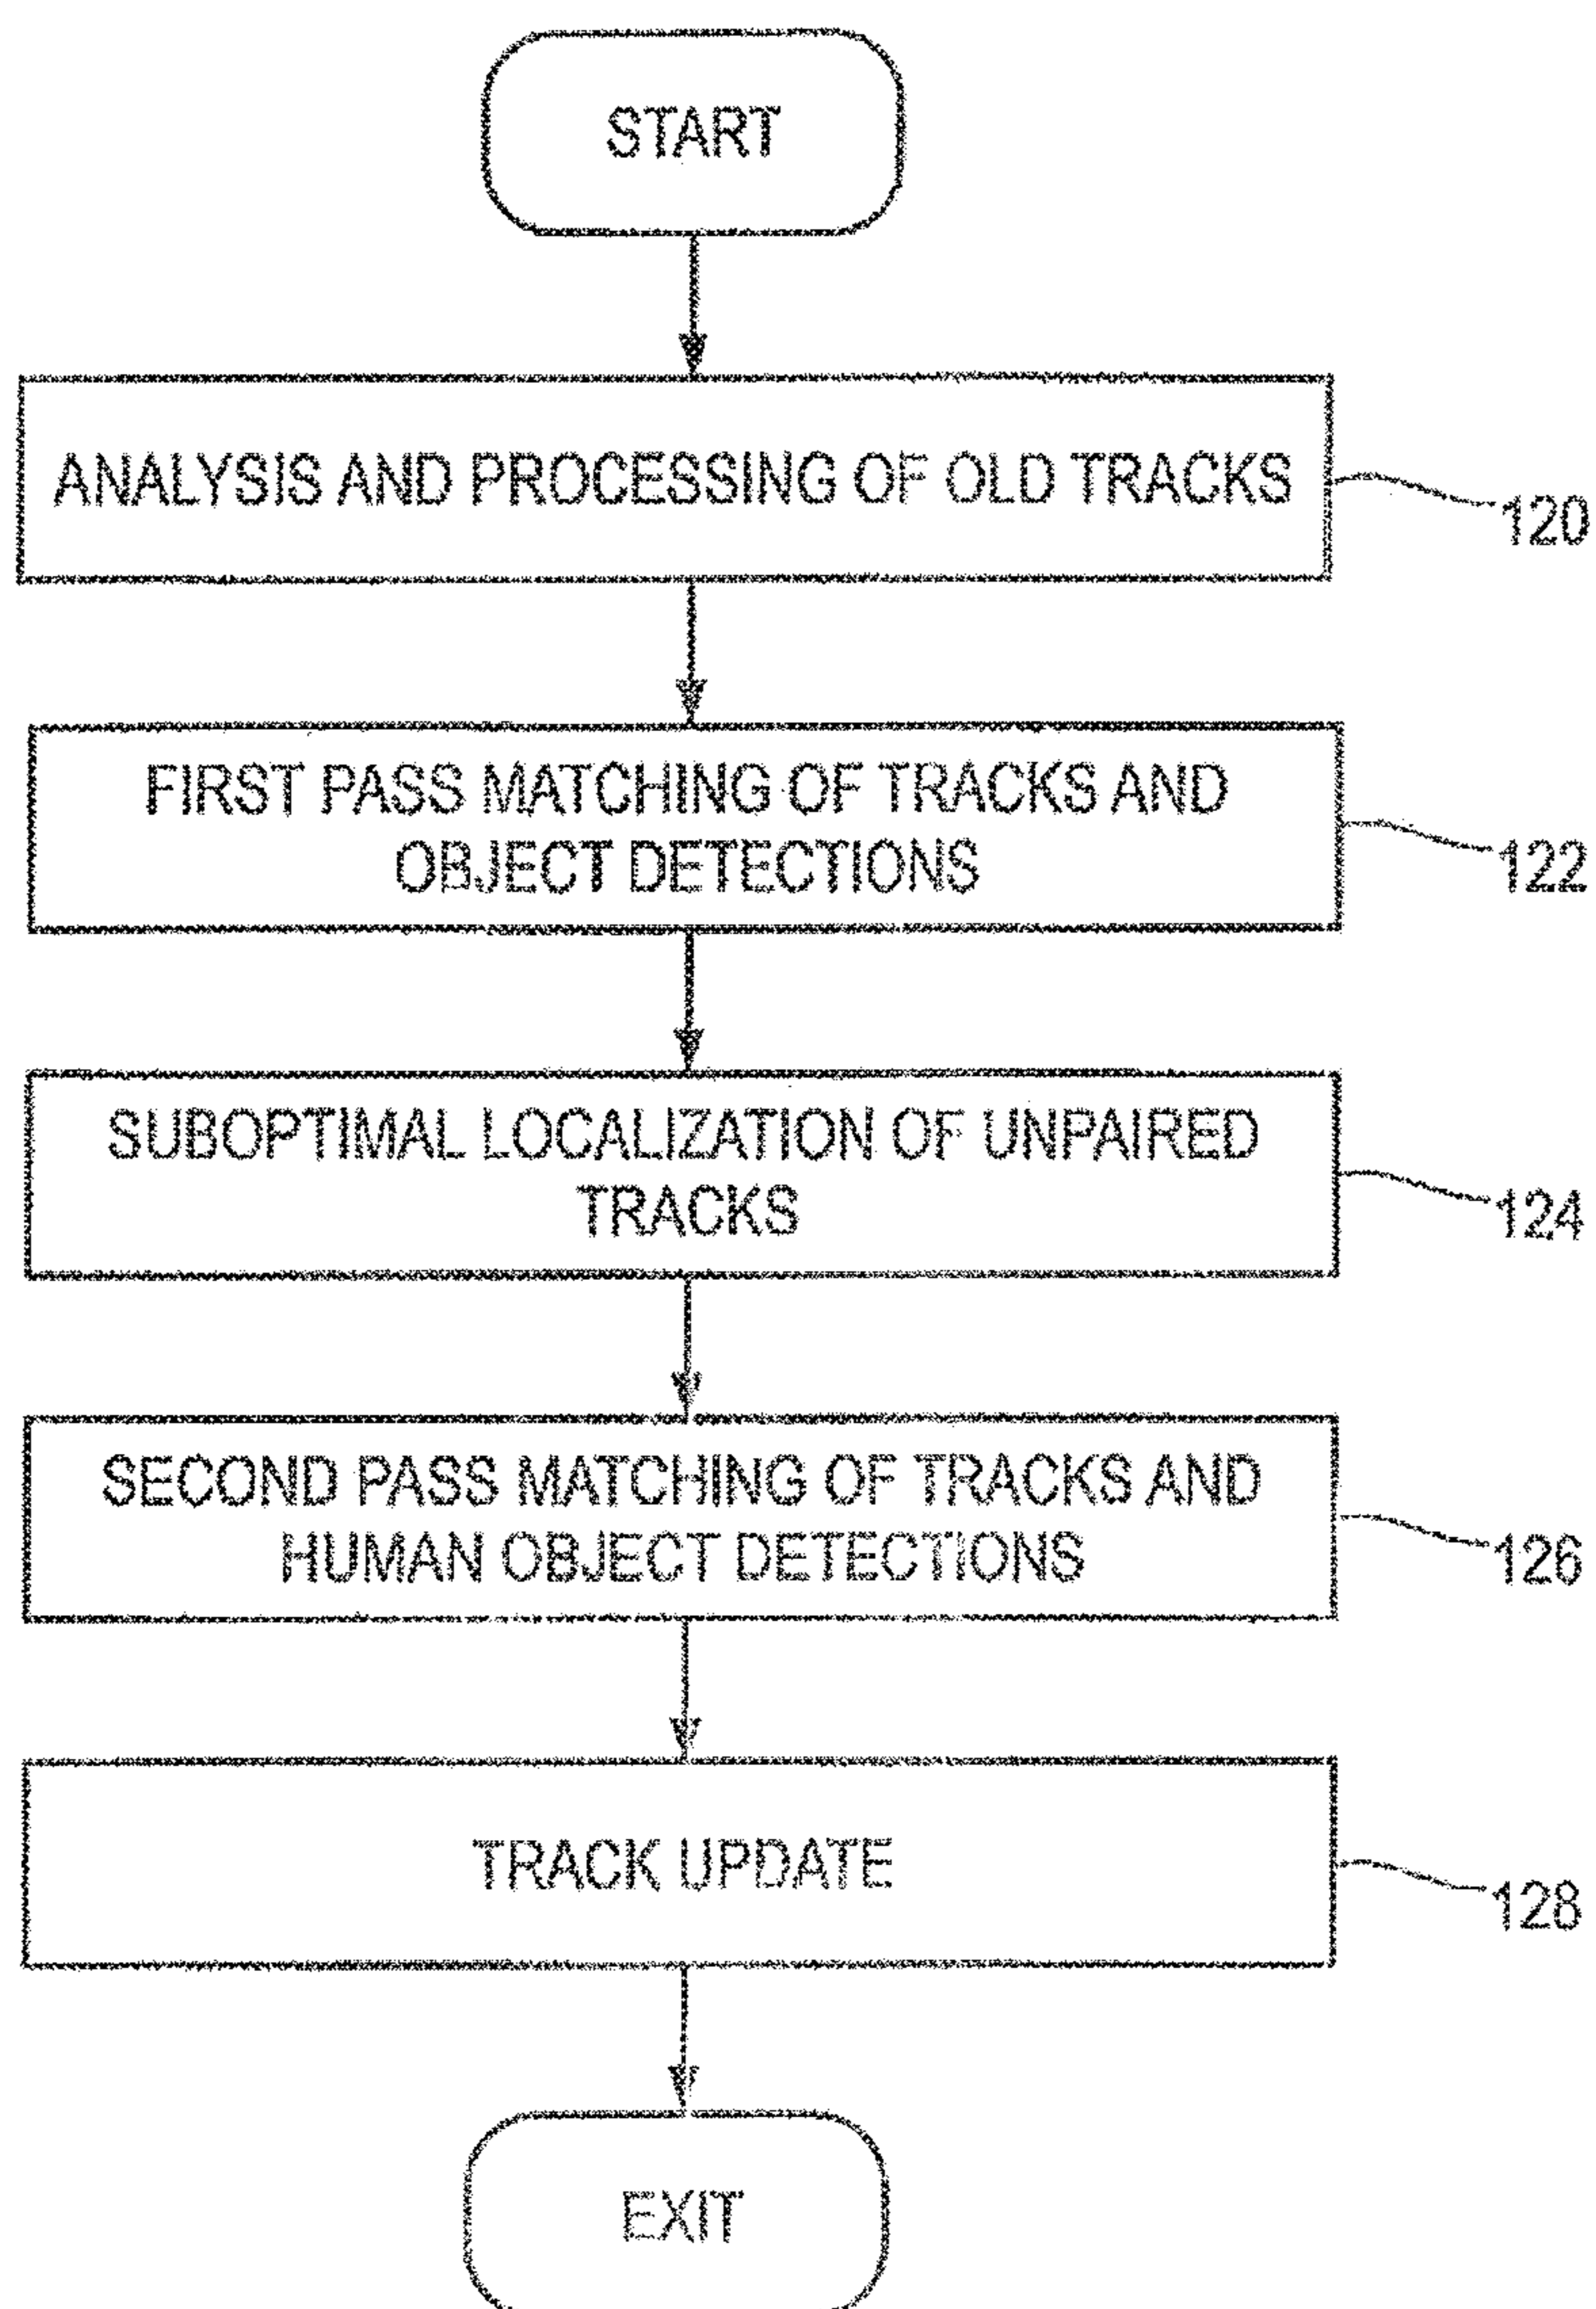 START
ANALYSIS AND PROCESSING OF OLD TRACKS
120
FIRST PASS MATCHING OF TRACKS AND
OBJECT DETECTIONS
122
SUBOPTIMAL LOCALIZATION OF UNPAIRED
TRACKS
124
SECOND PASS MATCHING OF TRACKS AND
HUMAN OBJECT DETECTIONS
126
TRACK UPDATE
128
EXIT